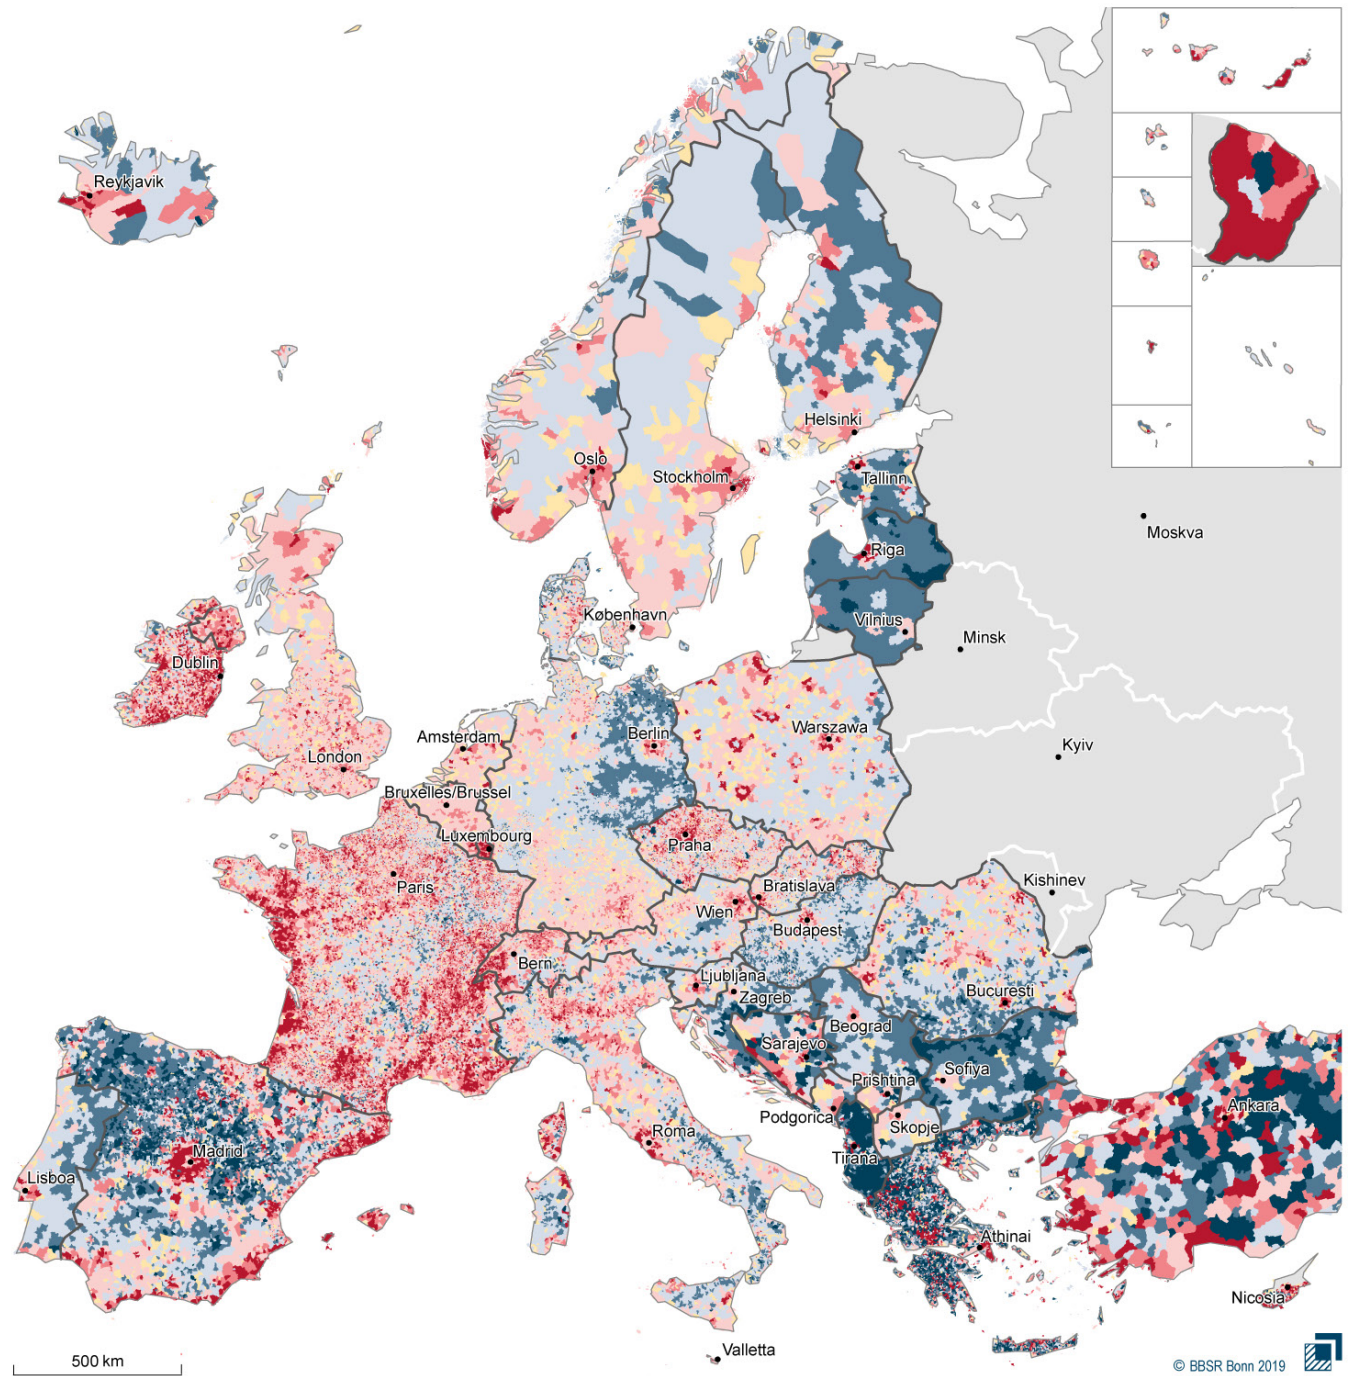 Reykjavik
Helsinki
Oslo
Stockholm
Tallinn
Moskva
Riga
København
Vilnius
Minsk
Dublin
Amsterdam
Berlin
Warszawa
Kyiv
London
Bruxelles/Brussel
Luxembourg
Praha
Paris
Bratislava
Kishinev
Wien
Budapest
Bern
Ljubljana
Zagreb
Bucuresti
Beograd
Sarajevo
Sofiya
Prishtina
Podgorica
Skopje
Ankara
Roma
Madrid
Tirana
Lisboa
Athinai
Nicosia
Valletta
500 km
© BBSR Bonn 2019